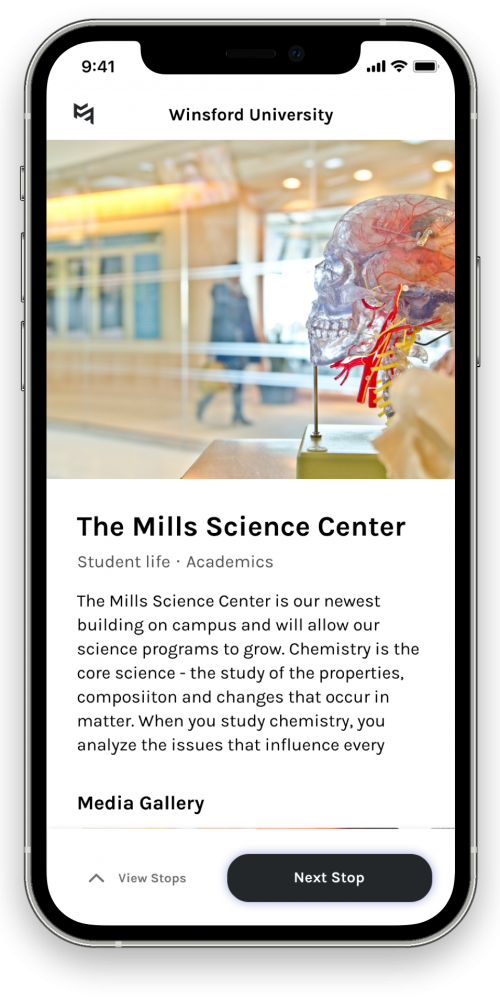 9:41
Winsford University
The Mills Science Center
Student life · Academics
The Mills Science Center is our newest
building on campus and will allow our
science programs to grow. Chemistry is the
core science - the study of the properties,
composiiton and changes that occur in
matter. When you study chemistry, you
analyze the issues that influence every
Media Gallery
View Stops
Next Stop